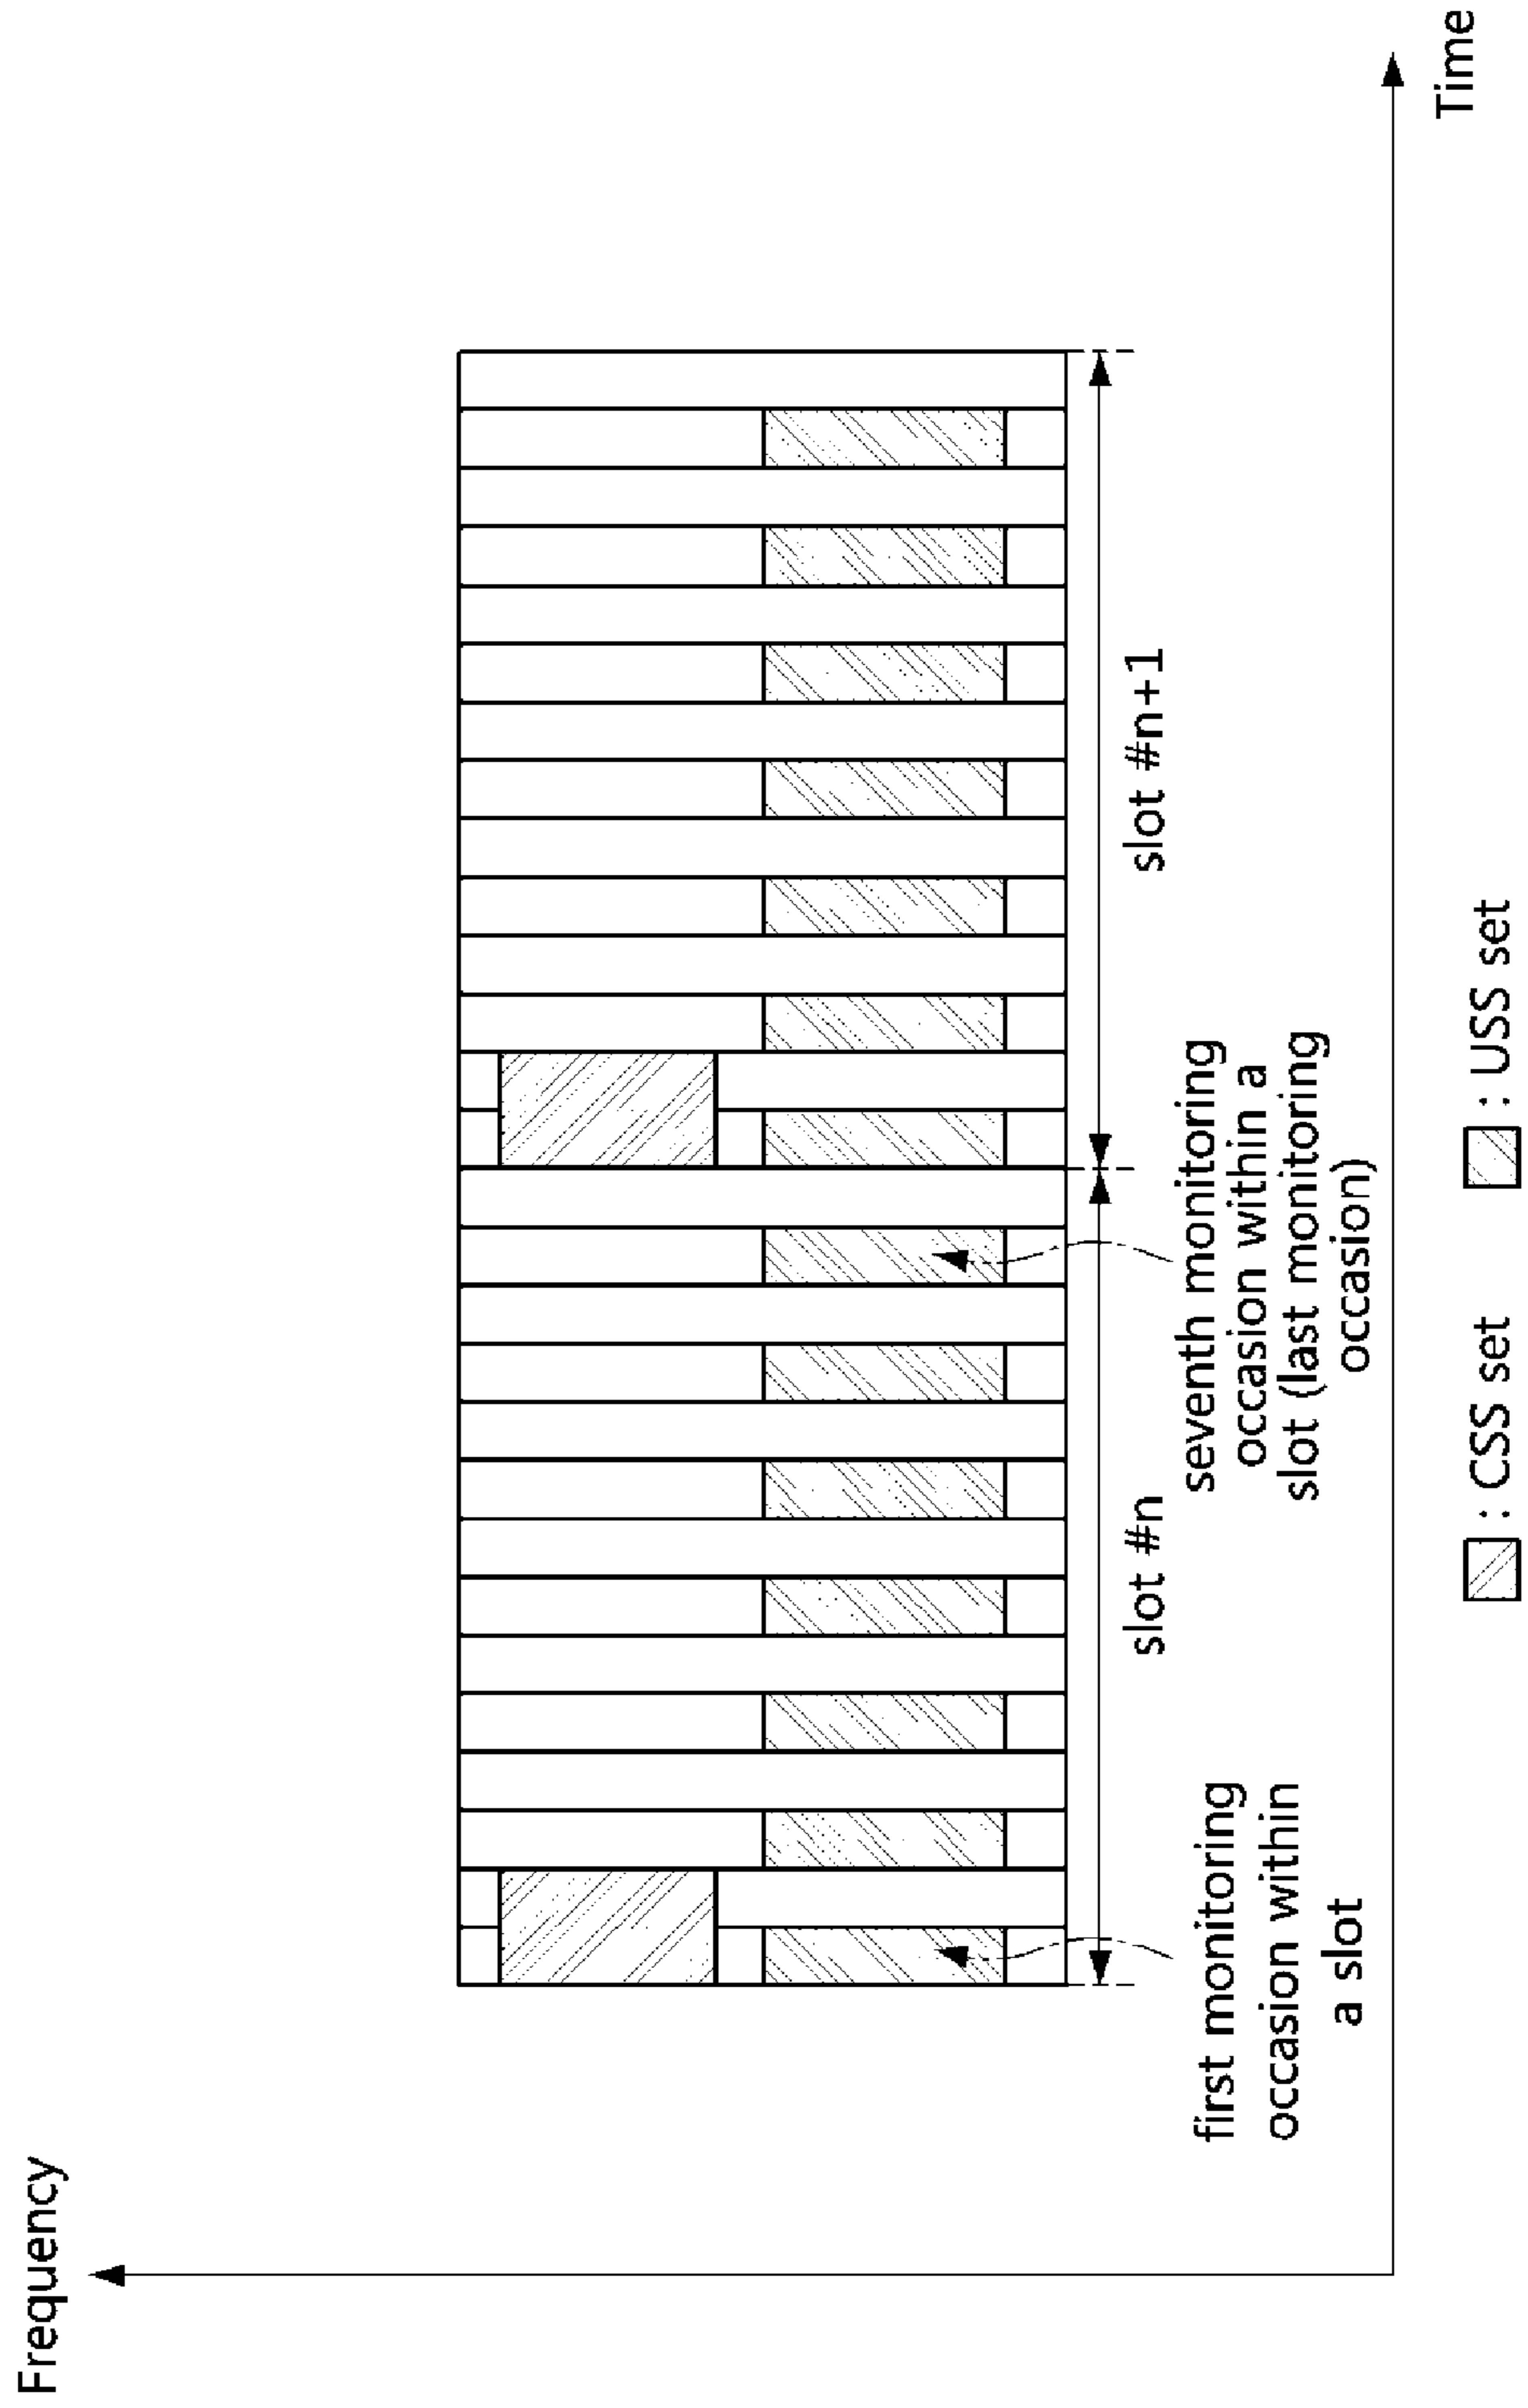 Frequency
slot #n
slot #n+1
first monitoring
occasion within
a slot
seventh monitoring
occasion within a
slot (last monitoring
occasion)
Time
: CSS set
: USS set